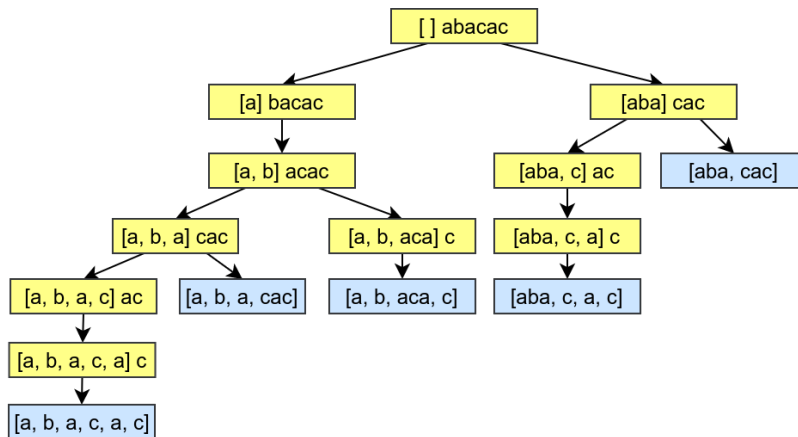 [ ] abacac
[a] bacac
[aba] cac
[a, b] acac
[aba, c] ac
[aba, cac]
[a, b, a] cac
[a, b, aca] c
[aba, c, a] c
[a, b, a, c] ac
[a, b, a, cac]
[a, b, aca, c]
[aba, c, a, c]
[a, b, a, c, a] c
[a, b, a, c, a, c]